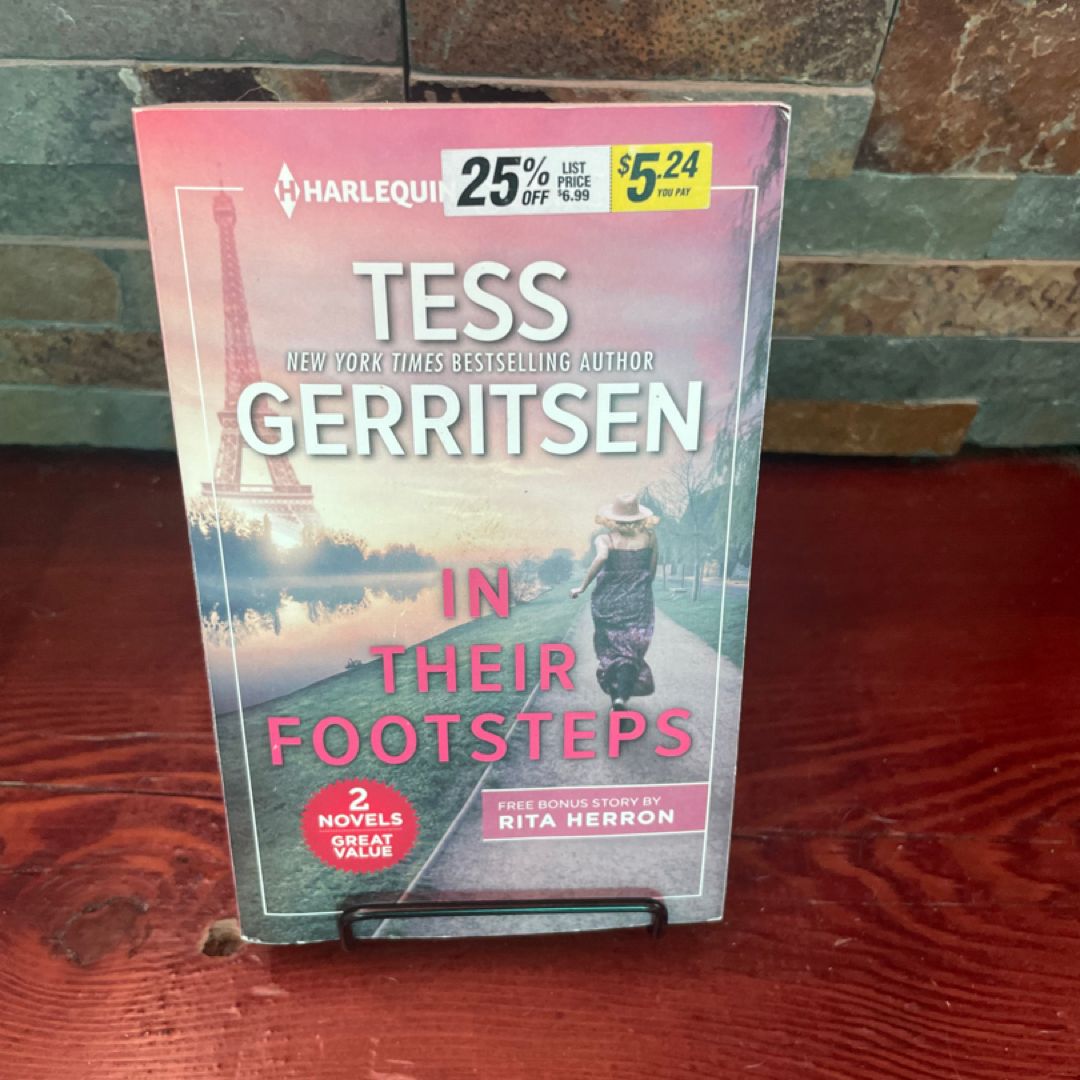 HARLEQUIN
25% OFF
LIST PRICE $6.99
$5.24
YOU PAY
TESS
NEW YORK TIMES BESTSELLING AUTHOR
GERRITSEN
IN
THEIR
FOOTSTEPS
2
NOVELS
GREAT
VALUE
FREE BONUS STORY BY
RITA HERRON